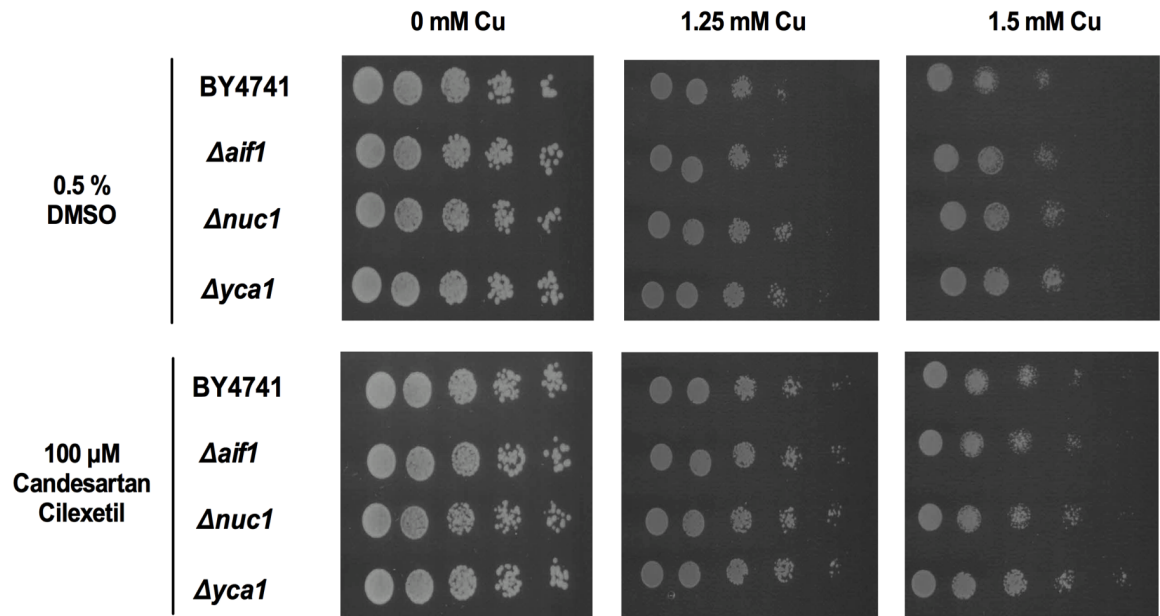 0 mM Cu 1.25 mM Cu 1.5 mM Cu
BY4741
Δaif1
0.5 %
DMSO
Δnuc1
Δyca1
BY4741
Δaif1
100 µM
Candesartan
Cilexetil
Δnuc1
Δyca1